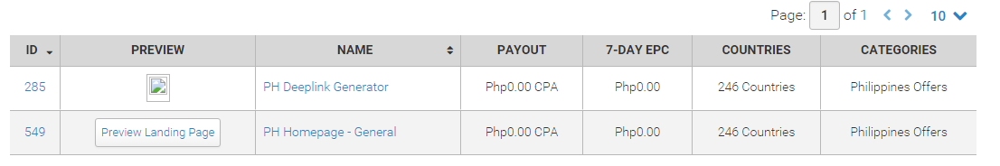 Page: 1 of 1 10
ID PREVIEW NAME PAYOUT 7-DAY EPC COUNTRIES CATEGORIES
285 PH Deeplink Generator Php0.00 CPA Php0.00 246 Countries Philippines Offers
549 Preview Landing Page PH Homepage - General Php0.00 CPA Php0.00 246 Countries Philippines Offers